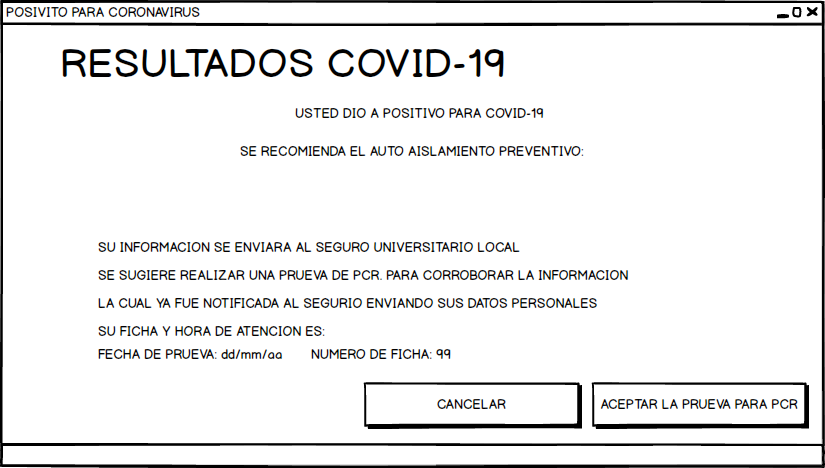 POSIVITO PARA CORONAVIRUS
RESULTADOS COVID-19
USTED DIO A POSITIVO PARA COVID-19
SE RECOMIENDA EL AUTO AISLAMIENTO PREVENTIVO:
SU INFORMACION SE ENVIARA AL SEGURO UNIVERSITARIO LOCAL
SE SUGIERE REALIZAR UNA PRUEBA DE PCR. PARA CORROBORAR LA INFORMACION
LA CUAL YA FUE NOTIFICADA AL SEGURIO ENVIANDO SUS DATOS PERSONALES
SU FICHA Y HORA DE ATENCION ES:
FECHA DE PRUEBA: dd/mm/aa NUMERO DE FICHA: 99
CANCELAR ACEPTAR LA PRUEVA PARA PCR